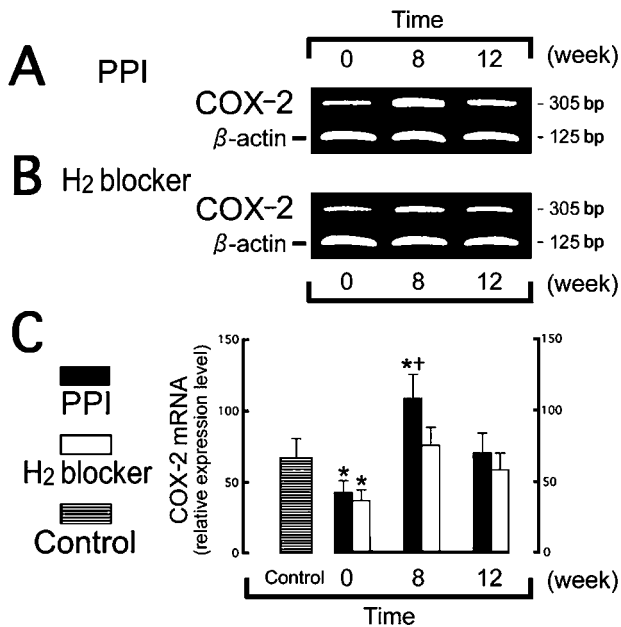 Time
A PPI 0 8 12 (week)
COX-2 - 305 bp
β-actin - 125 bp
B H2 blocker
COX-2 - 305 bp
β-actin - 125 bp
0 8 12 (week)
C
PPI
H2 blocker
Control
COX-2 mRNA
(relative expression level)
150 150
*†
100 100
* *
50 50
0 0
Control 0 8 12 (week)
Time